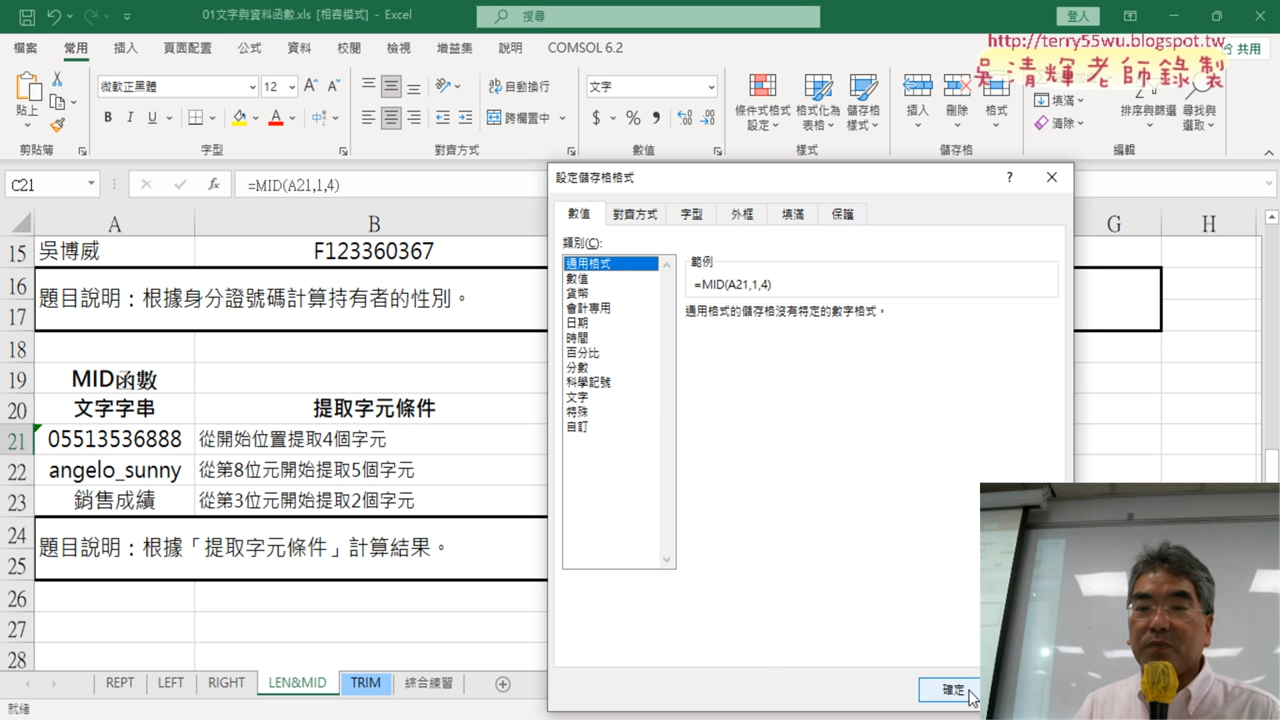 01文字與資料函數.xls [相容模式] - Excel
搜尋
登入
http://terry55wu.blogspot.tw
吳清輝老師錄製
檔案 常用 插入 頁面配置 公式 資料 校閱 檢視 增益集 說明 COMSOL 6.2 共用
貼上
微軟正黑體 12
B I U
自動換行
跨欄置中
文字
$ % 9
條件式格式設定
格式化為表格
儲存格樣式
插入
刪除
格式
填滿
清除
排序與篩選
尋找與選取
剪貼簿 字型 對齊方式 數值 樣式 儲存格 編輯
C21 fx =MID(A21,1,4)
A B G H
15 吳博威 F123360367
16
題目說明：根據身分證號碼計算持有者的性別。
17
18
19 MID函數
20 文字字串 提取字元條件
21 05513536888 從開始位置提取4個字元
22 angelo_sunny 從第8位元開始提取5個字元
23 銷售成績 從第3位元開始提取2個字元
24
題目說明：根據「提取字元條件」計算結果。
25
26
27
28
設定儲存格格式
?
數值 對齊方式 字型 外框 填滿 保護
類別(C):
通用格式
數值
貨幣
會計專用
日期
時間
百分比
分數
科學記號
文字
特殊
自訂
範例
=MID(A21,1,4)
通用格式的儲存格沒有特定的數字格式。
確定
REPT LEFT RIGHT LEN&MID TRIM 綜合練習
就緒